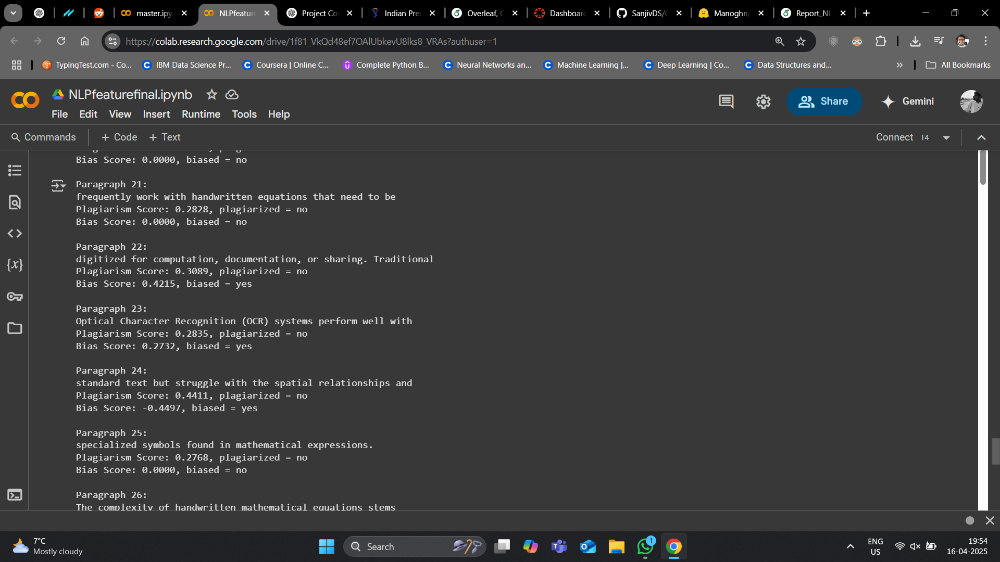 master.ipy
NLPfeature
Project Co
Indian Pre
Overleaf, C
Dashboard
SanjivDS/C
Manoghn/
Report_NL
https://colab.research.google.com/drive/1f81_VkQd48ef7OAlUbkevU8lks8_VRAs?authuser=1
TypingTest.com - Co...
IBM Data Science Pr...
Coursera | Online C...
Complete Python B...
Neural Networks an...
Machine Learning |...
Deep Learning | Co...
Data Structures and...
All Bookmarks
NLPfeaturefinal.ipynb
File Edit View Insert Runtime Tools Help
Share
Gemini
Commands
+ Code
+ Text
Connect T4
Bias Score: 0.0000, biased = no
Paragraph 21:
frequently work with handwritten equations that need to be
Plagiarism Score: 0.2828, plagiarized = no
Bias Score: 0.0000, biased = no
Paragraph 22:
digitized for computation, documentation, or sharing. Traditional
Plagiarism Score: 0.3089, plagiarized = no
Bias Score: 0.4215, biased = yes
Paragraph 23:
Optical Character Recognition (OCR) systems perform well with
Plagiarism Score: 0.2835, plagiarized = no
Bias Score: 0.2732, biased = yes
Paragraph 24:
standard text but struggle with the spatial relationships and
Plagiarism Score: 0.4411, plagiarized = no
Bias Score: -0.4497, biased = yes
Paragraph 25:
specialized symbols found in mathematical expressions.
Plagiarism Score: 0.2768, plagiarized = no
Bias Score: 0.0000, biased = no
Paragraph 26:
The complexity of handwritten mathematical equations stems
7°C
Mostly cloudy
Search
1
ENG
US
19:54
16-04-2025